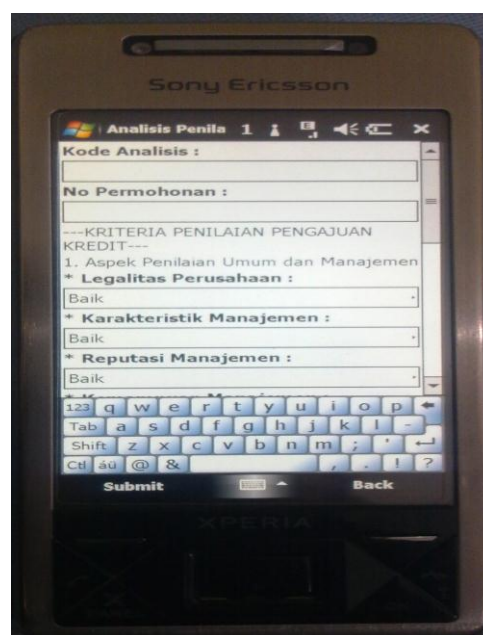 Sony Ericsson
Analisis Penila 1
Kode Analisis :
No Permohonan :
---KRITERIA PENILAIAN PENGAJUAN
KREDIT---
1. Aspek Penilaian Umum dan Manajemen
* Legalitas Perusahaan :
Baik
* Karakteristik Manajemen :
Baik
* Reputasi Manajemen :
Baik
123 q w e r t y u i o p
Tab a s d f g h j k l -
Shift z x c v b n m ; '
Ctl áü @ & , . ! ?
Submit Back
XPERIA